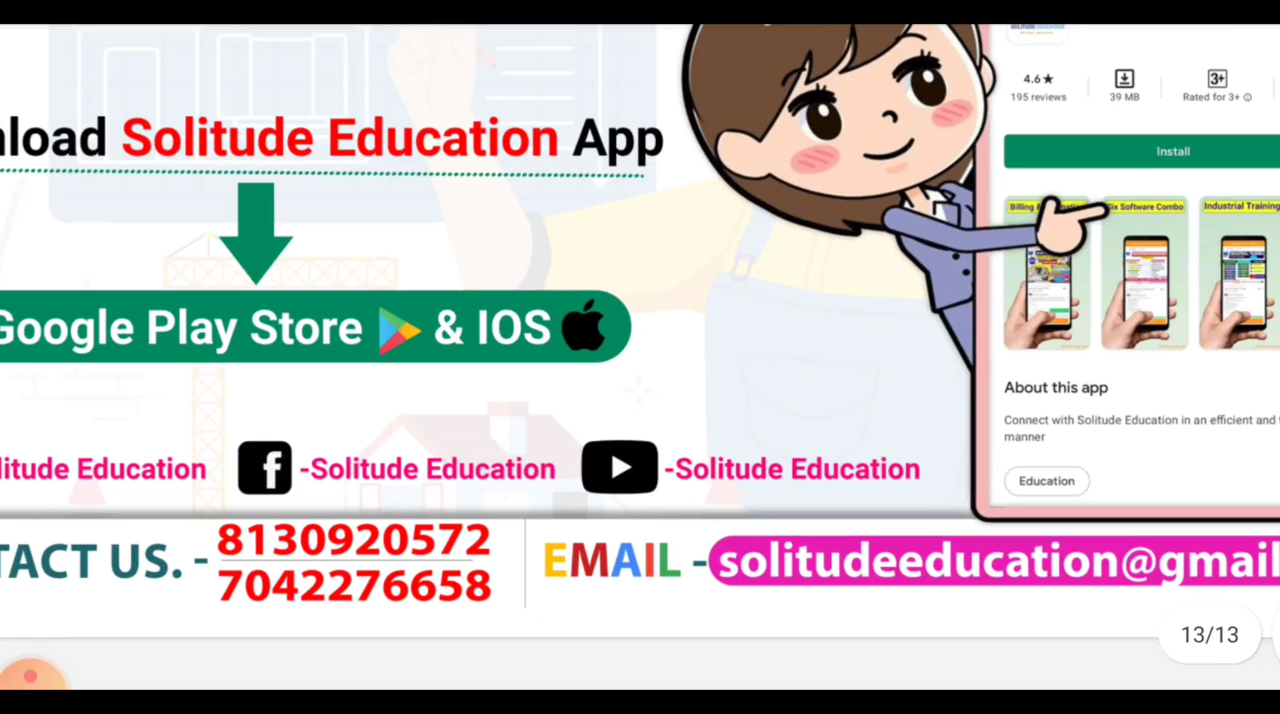 nload Solitude Education App
Google Play Store & IOS
litude Education
-Solitude Education
-Solitude Education
TACT US. - 8130920572
7042276658
EMAIL - solitudeeducation@gmail
4.6★
195 reviews
39 MB
3+
Rated for 3+
Install
Six Software Combo
Industrial Training
About this app
Connect with Solitude Education in an efficient and
manner
Education
13/13